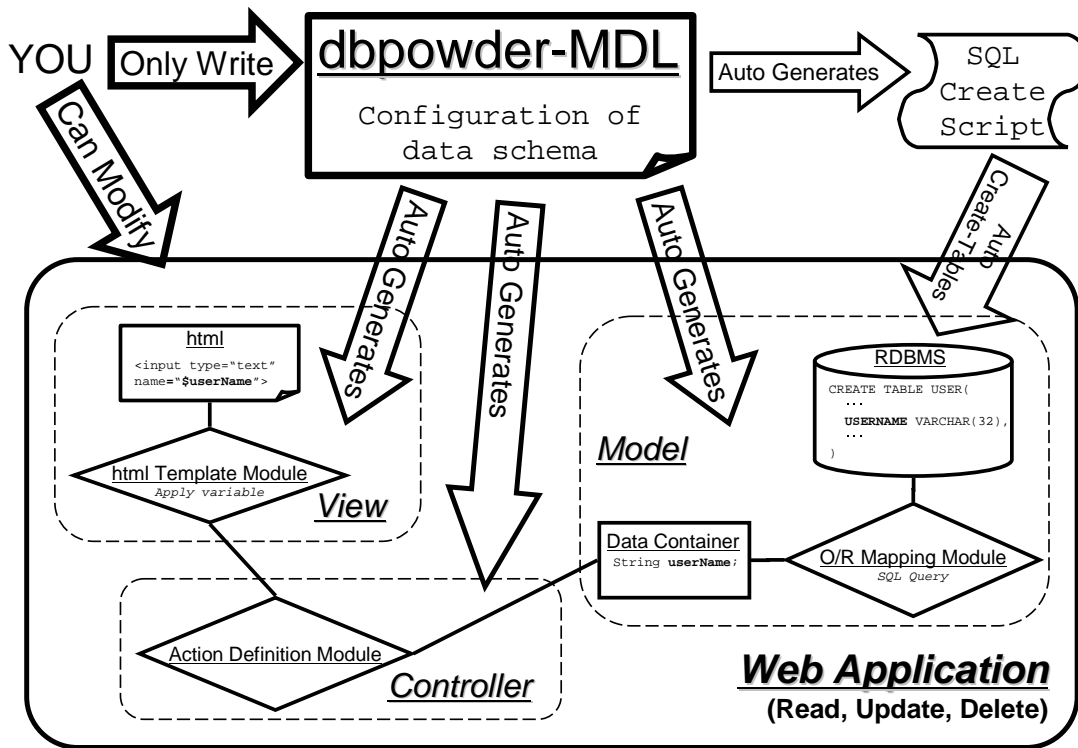 YOU
Only Write
dbpowder-MDL
Configuration of
data schema
Auto Generates
SQL
Create
Script
Can Modify
Auto Generates
Auto Generates
Auto Generates
Auto
Create-Tables
html
<input type=“text”
name=“$userName”>
html Template Module
Apply variable
View
Model
RDBMS
CREATE TABLE USER(
...
USERNAME VARCHAR(32),
...
)
Data Container
String userName;
O/R Mapping Module
SQL Query
Action Definition Module
Controller
Web Application
(Read, Update, Delete)